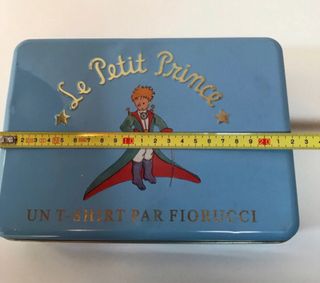 Le Petit Prince
UN T-SHIRT PAR FIORUCCI